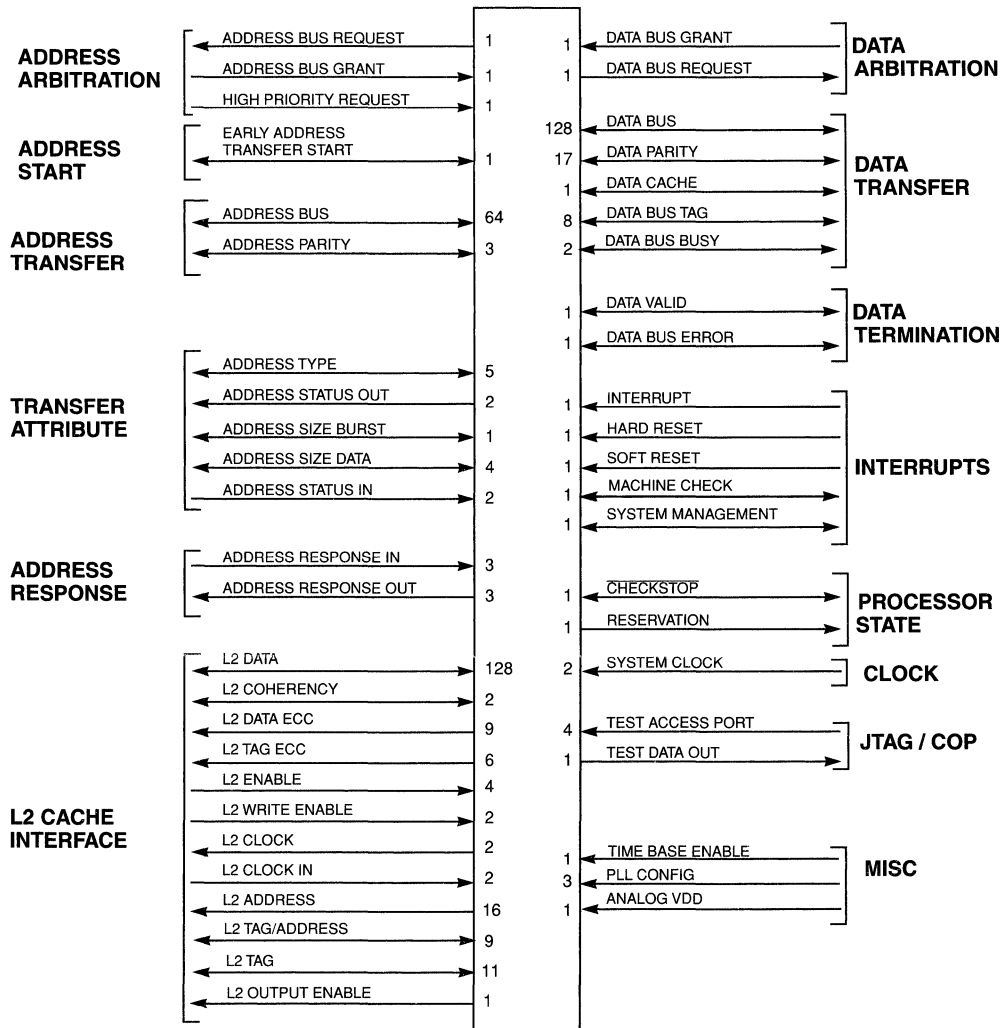 ADDRESS
ARBITRATION
ADDRESS BUS REQUEST 1
ADDRESS BUS GRANT 1
HIGH PRIORITY REQUEST 1
ADDRESS
START
EARLY ADDRESS
TRANSFER START 1
ADDRESS
TRANSFER
ADDRESS BUS 64
ADDRESS PARITY 3
TRANSFER
ATTRIBUTE
ADDRESS TYPE 5
ADDRESS STATUS OUT 2
ADDRESS SIZE BURST 1
ADDRESS SIZE DATA 4
ADDRESS STATUS IN 2
ADDRESS
RESPONSE
ADDRESS RESPONSE IN 3
ADDRESS RESPONSE OUT 3
L2 CACHE
INTERFACE
L2 DATA 128
L2 COHERENCY 2
L2 DATA ECC 9
L2 TAG ECC 6
L2 ENABLE 4
L2 WRITE ENABLE 2
L2 CLOCK 2
L2 CLOCK IN 2
L2 ADDRESS 16
L2 TAG/ADDRESS 9
L2 TAG 11
L2 OUTPUT ENABLE 1
1 DATA BUS GRANT
1 DATA BUS REQUEST
DATA
ARBITRATION
128 DATA BUS
17 DATA PARITY
1 DATA CACHE
8 DATA BUS TAG
2 DATA BUS BUSY
DATA
TRANSFER
1 DATA VALID
1 DATA BUS ERROR
DATA
TERMINATION
1 INTERRUPT
1 HARD RESET
1 SOFT RESET
1 MACHINE CHECK
1 SYSTEM MANAGEMENT
INTERRUPTS
1 CHECKSTOP
1 RESERVATION
PROCESSOR
STATE
2 SYSTEM CLOCK
CLOCK
4 TEST ACCESS PORT
1 TEST DATA OUT
JTAG / COP
1 TIME BASE ENABLE
3 PLL CONFIG
1 ANALOG VDD
MISC